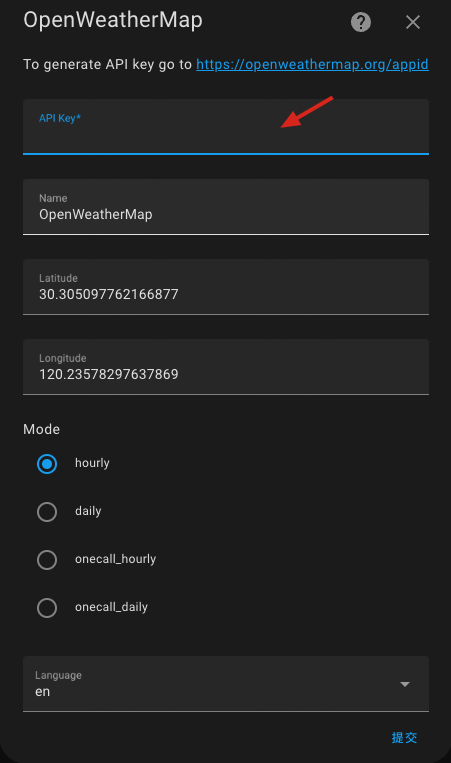 OpenWeatherMap
To generate API key go to https://openweathermap.org/appid
API Key*
Name
OpenWeatherMap
Latitude
30.305097762166877
Longitude
120.23578297637869
Mode
hourly
daily
onecall_hourly
onecall_daily
Language
en
提交